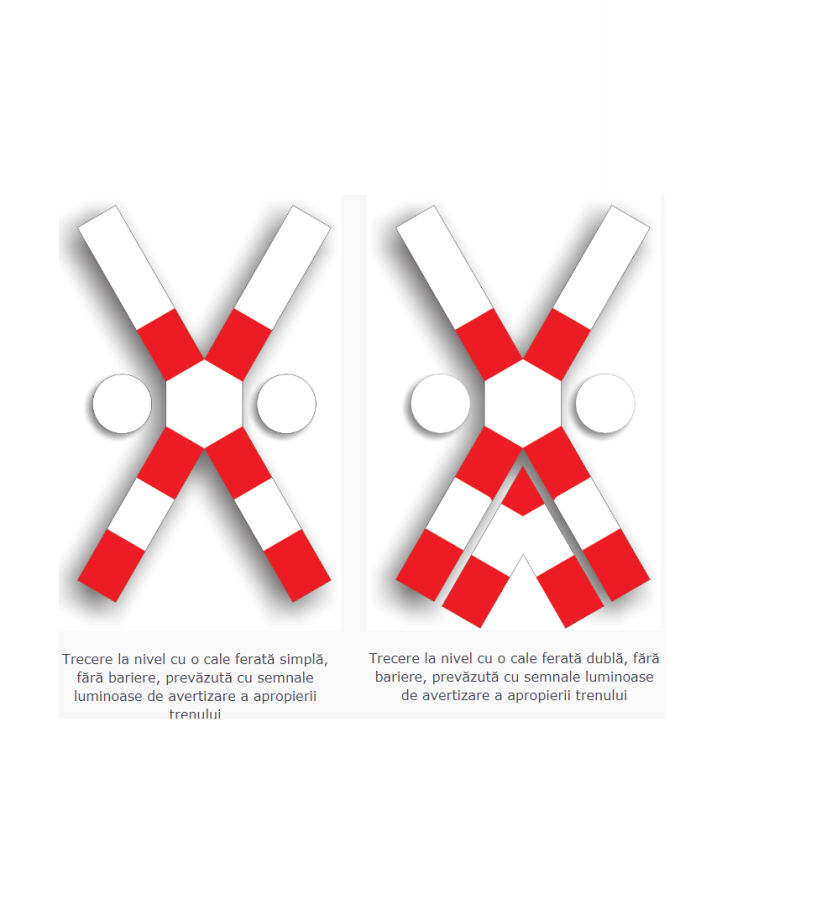 Trecere la nivel cu o cale ferată simplă,
fără bariere, prevăzută cu semnale
luminoase de avertizare a apropierii
trenului
Trecere la nivel cu o cale ferată dublă, fără
bariere, prevăzută cu semnale luminoase
de avertizare a apropierii trenului